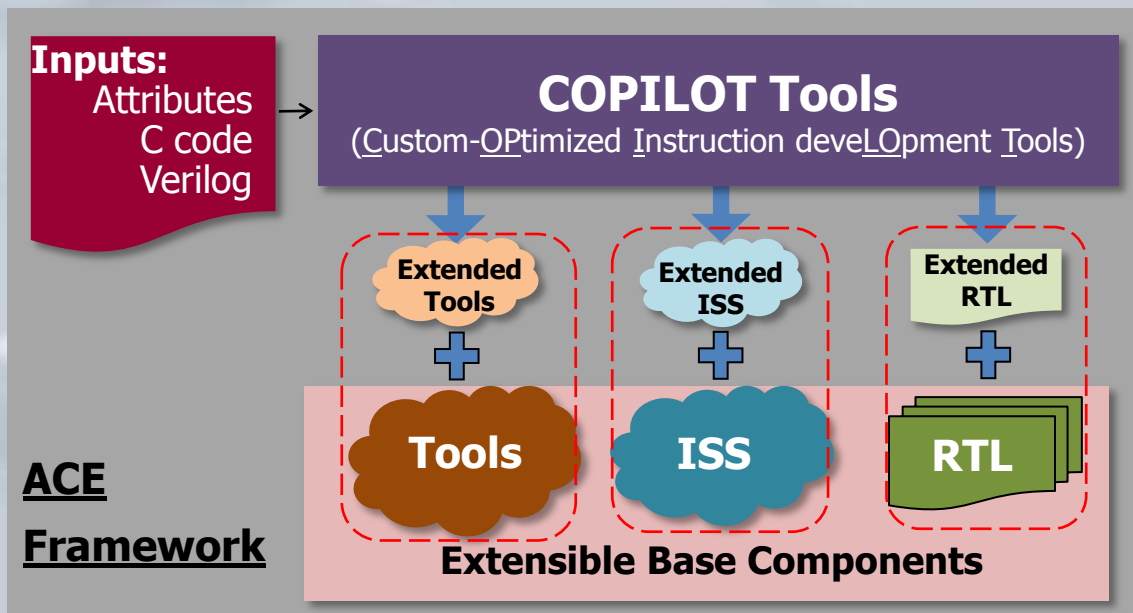 Inputs:
Attributes
C code
Verilog
COPILOT Tools
(Custom-OPtimized Instruction deveLOpment Tools)
Extended
Tools
Extended
ISS
Extended
RTL
Tools
ISS
RTL
ACE
Framework
Extensible Base Components